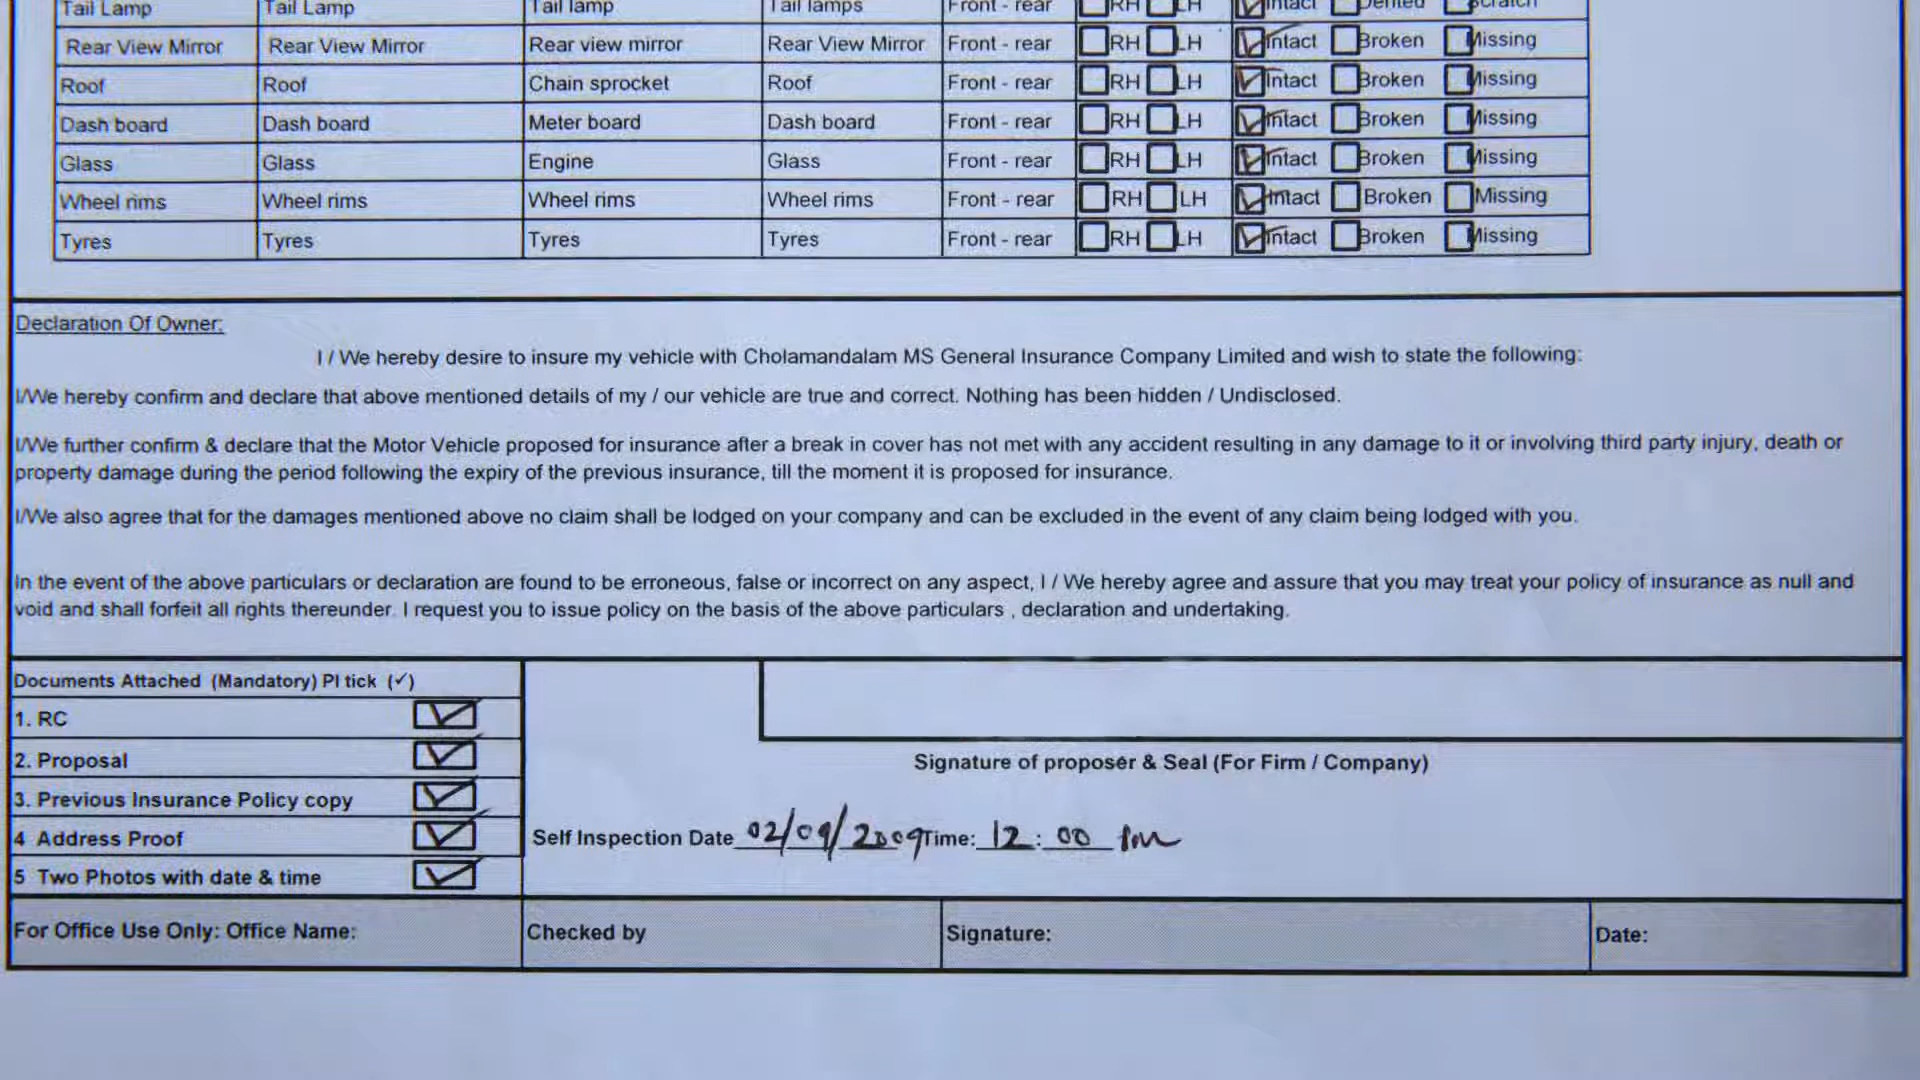 Tail Lamp Tail Lamp Tail lamp Tail lamps Front - rear RH LH Intact Dented Scratch
Rear View Mirror Rear View Mirror Rear view mirror Rear View Mirror Front - rear RH LH Intact Broken Missing
Roof Roof Chain sprocket Roof Front - rear RH LH Intact Broken Missing
Dash board Dash board Meter board Dash board Front - rear RH LH Intact Broken Missing
Glass Glass Engine Glass Front - rear RH LH Intact Broken Missing
Wheel rims Wheel rims Wheel rims Wheel rims Front - rear RH LH Intact Broken Missing
Tyres Tyres Tyres Tyres Front - rear RH LH Intact Broken Missing
Declaration Of Owner:
I / We hereby desire to insure my vehicle with Cholamandalam MS General Insurance Company Limited and wish to state the following:
I/We hereby confirm and declare that above mentioned details of my / our vehicle are true and correct. Nothing has been hidden / Undisclosed.
I/We further confirm & declare that the Motor Vehicle proposed for insurance after a break in cover has not met with any accident resulting in any damage to it or involving third party injury, death or
property damage during the period following the expiry of the previous insurance, till the moment it is proposed for insurance.
I/We also agree that for the damages mentioned above no claim shall be lodged on your company and can be excluded in the event of any claim being lodged with you.
In the event of the above particulars or declaration are found to be erroneous, false or incorrect on any aspect, I / We hereby agree and assure that you may treat your policy of insurance as null and
void and shall forfeit all rights thereunder. I request you to issue policy on the basis of the above particulars , declaration and undertaking.
Documents Attached (Mandatory) Pl tick (✓)
1. RC
2. Proposal
3. Previous Insurance Policy copy
4 Address Proof
5 Two Photos with date & time
Signature of proposer & Seal (For Firm / Company)
Self Inspection Date 02/09/2009 Time: 12:00 Pm
For Office Use Only: Office Name: Checked by Signature: Date: